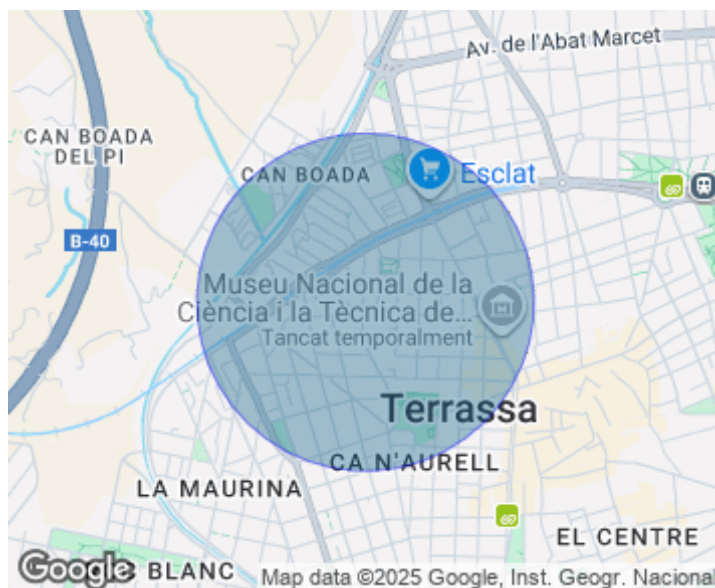 Av. de l'Abat Marcet
CAN BOADA
DEL PI
CAN BOADA
Esclat
B-40
Museu Nacional de la
Ciència i la Tècnica de...
Tancat temporalment
Terrassa
CA N'AURELL
LA MAURINA
EL CENTRE
BLANC
Google
Map data ©2025 Google, Inst. Geogr. Nacional